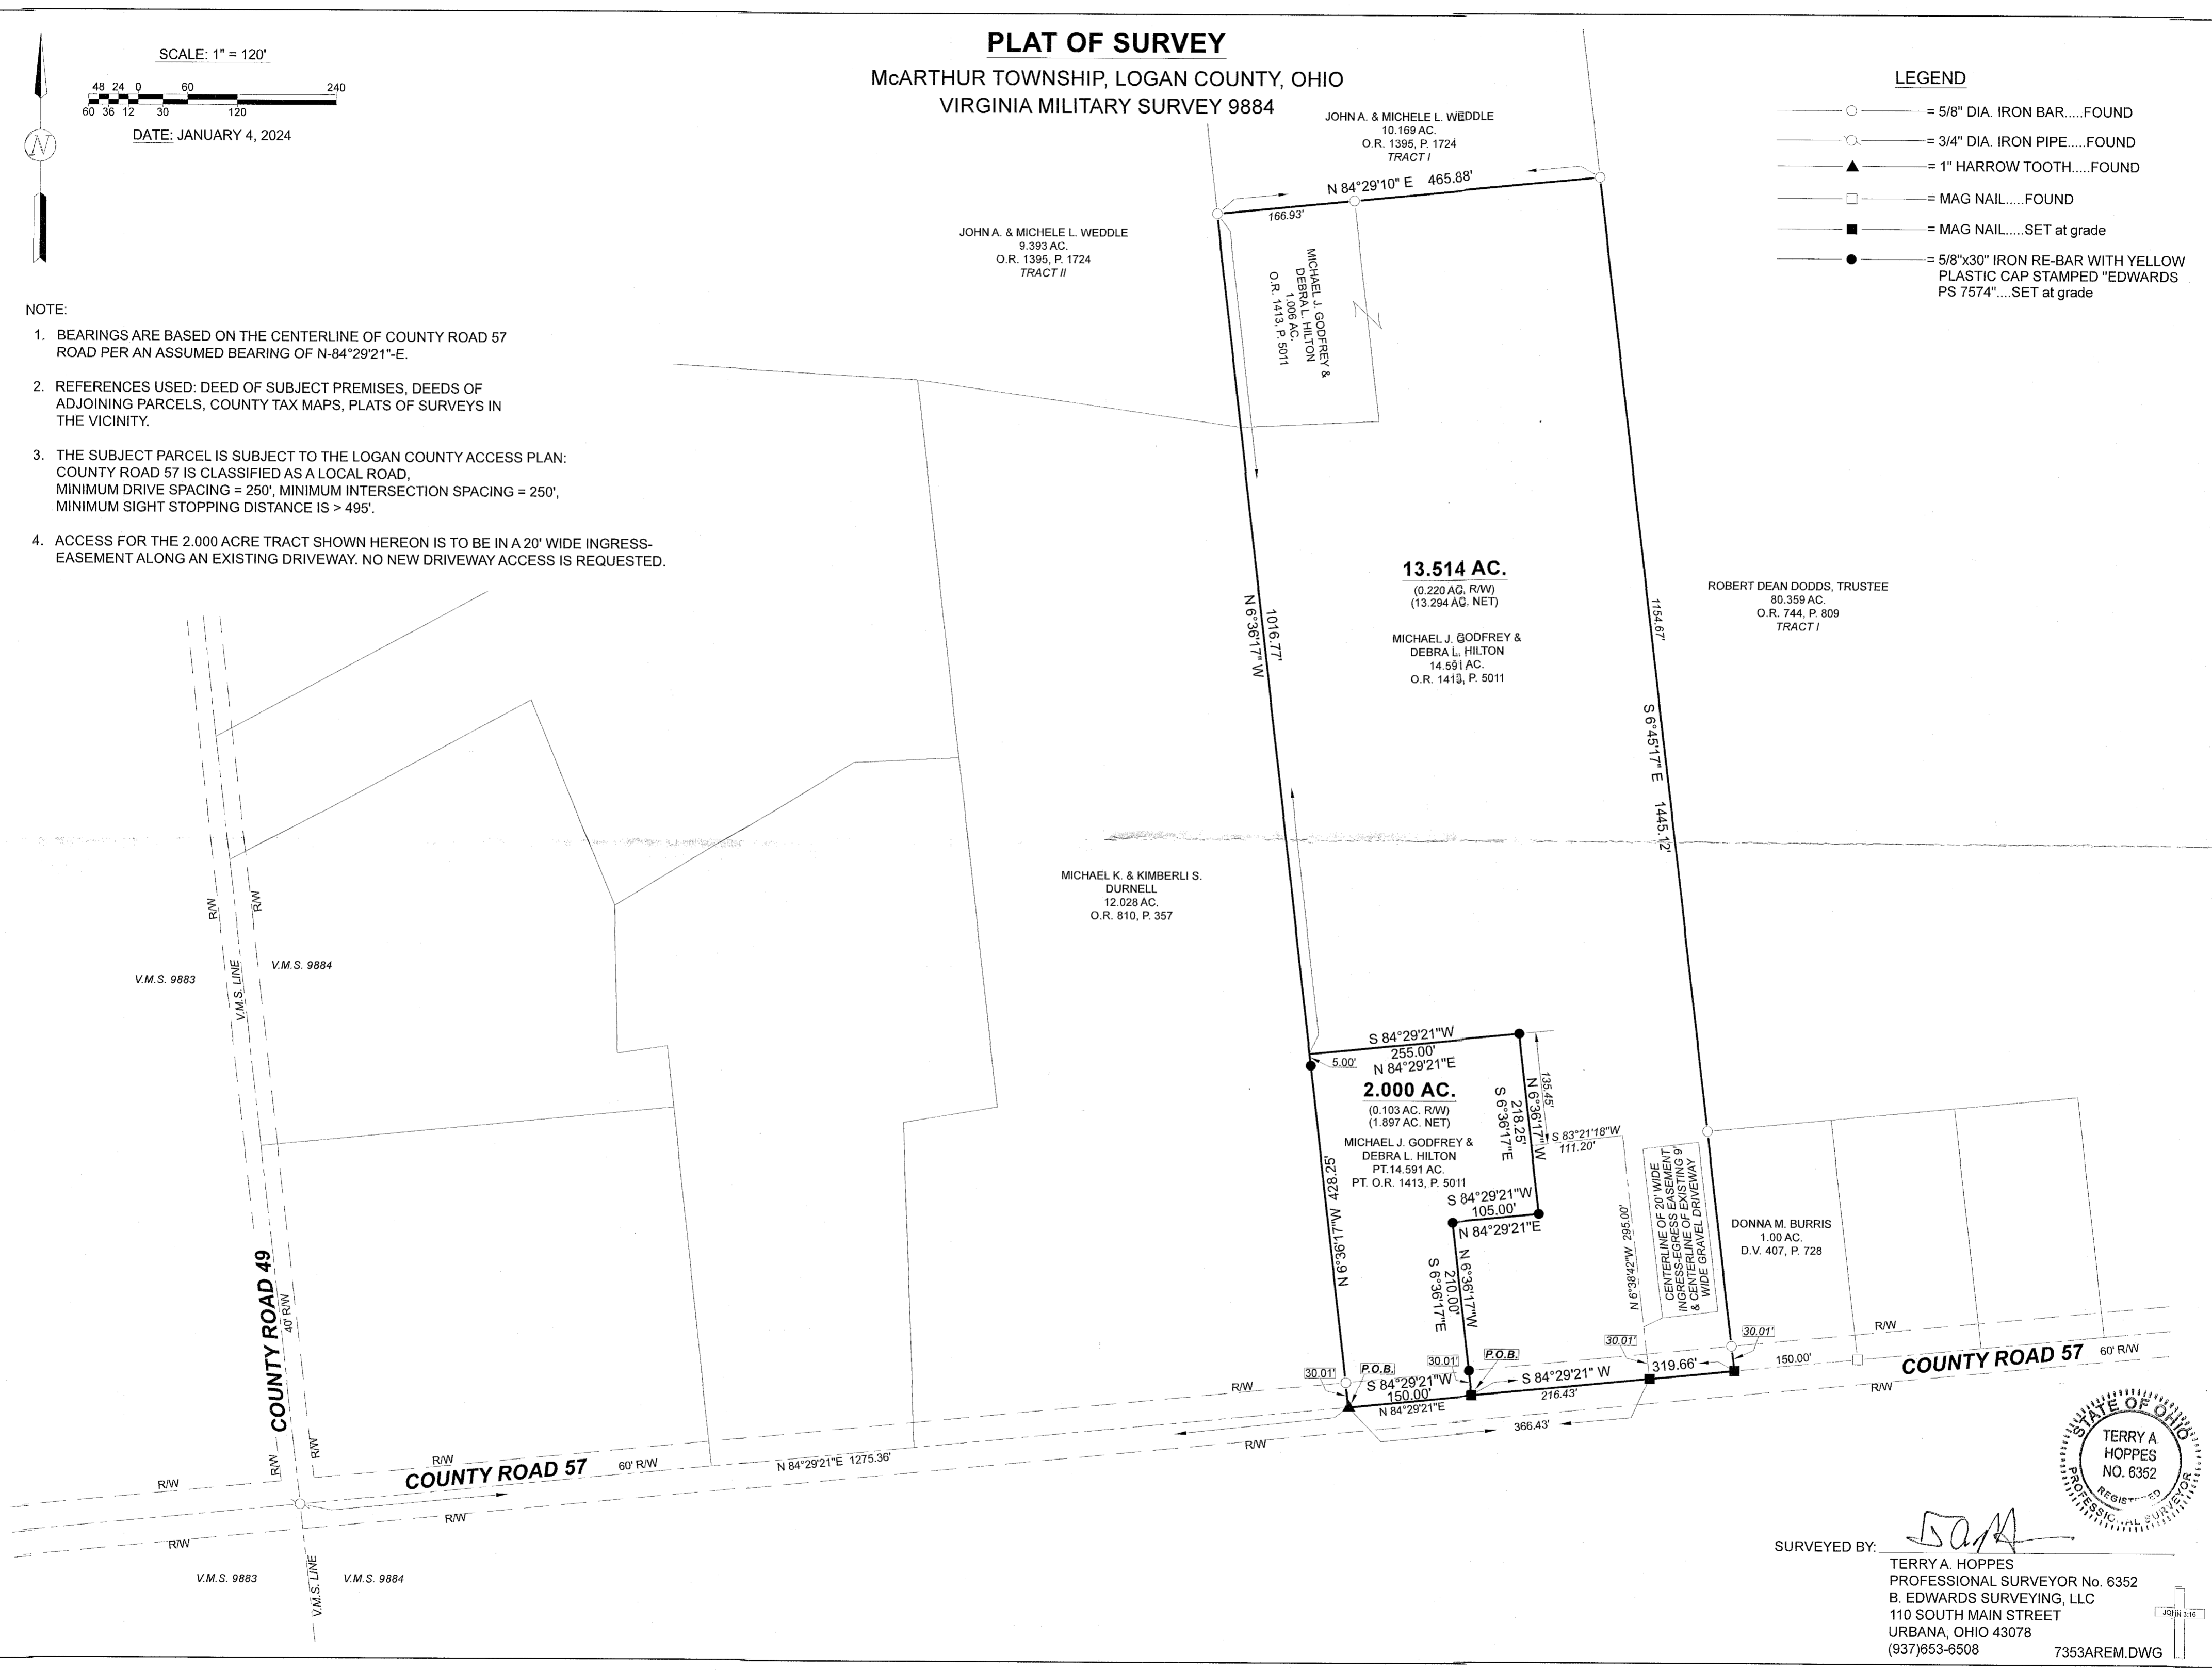 PLAT OF SURVEY
McARTHUR TOWNSHIP, LOGAN COUNTY, OHIO
VIRGINIA MILITARY SURVEY 9884
SCALE: 1" = 120'
48 24 0 60 240
60 36 12 30 120
DATE: JANUARY 4, 2024
N
LEGEND
= 5/8" DIA. IRON BAR.....FOUND
= 3/4" DIA. IRON PIPE.....FOUND
= 1" HARROW TOOTH.....FOUND
= MAG NAIL.....FOUND
= MAG NAIL.....SET at grade
= 5/8"x30" IRON RE-BAR WITH YELLOW
PLASTIC CAP STAMPED "EDWARDS
PS 7574"....SET at grade
NOTE:
1. BEARINGS ARE BASED ON THE CENTERLINE OF COUNTY ROAD 57
ROAD PER AN ASSUMED BEARING OF N-84°29'21"-E.
2. REFERENCES USED: DEED OF SUBJECT PREMISES, DEEDS OF
ADJOINING PARCELS, COUNTY TAX MAPS, PLATS OF SURVEYS IN
THE VICINITY.
3. THE SUBJECT PARCEL IS SUBJECT TO THE LOGAN COUNTY ACCESS PLAN:
COUNTY ROAD 57 IS CLASSIFIED AS A LOCAL ROAD,
MINIMUM DRIVE SPACING = 250', MINIMUM INTERSECTION SPACING = 250',
MINIMUM SIGHT STOPPING DISTANCE IS > 495'.
4. ACCESS FOR THE 2.000 ACRE TRACT SHOWN HEREON IS TO BE IN A 20' WIDE INGRESS-
EASEMENT ALONG AN EXISTING DRIVEWAY. NO NEW DRIVEWAY ACCESS IS REQUESTED.
JOHN A. & MICHELE L. WEDDLE
10.169 AC.
O.R. 1395, P. 1724
TRACT I
N 84°29'10" E 465.88'
166.93'
JOHN A. & MICHELE L. WEDDLE
9.393 AC.
O.R. 1395, P. 1724
TRACT II
MICHAEL J. GODFREY &
DEBRA L. HILTON
1.006 AC.
O.R. 1413, P. 5011
Z
N 6°36'17" W
1016.77'
13.514 AC.
(0.220 AC. R/W)
(13.294 AC. NET)
MICHAEL J. GODFREY &
DEBRA L. HILTON
14.591 AC.
O.R. 1413, P. 5011
1154.67'
S 6°45'17" E 1445.12'
ROBERT DEAN DODDS, TRUSTEE
80.359 AC.
O.R. 744, P. 809
TRACT I
MICHAEL K. & KIMBERLI S.
DURNELL
12.028 AC.
O.R. 810, P. 357
R/W
R/W
V.M.S. 9883
V.M.S. LINE
V.M.S. 9884
S 84°29'21"W
255.00'
N 84°29'21"E
5.00'
2.000 AC.
(0.103 AC. R/W)
(1.897 AC. NET)
MICHAEL J. GODFREY &
DEBRA L. HILTON
PT.14.591 AC.
PT. O.R. 1413, P. 5011
N 6°36'17"W
218.25'
S 6°36'17"E
135.45'
S 83°21'18"W
111.20'
S 84°29'21"W
105.00'
N 84°29'21"E
N 6°36'17"W 428.25'
N 6°36'17"W
210.00'
S 6°36'17"E
N 6°38'42"W 295.00'
CENTERLINE OF 20' WIDE
INGRESS-EGRESS EASEMENT
& CENTERLINE OF EXISTING 9'
WIDE GRAVEL DRIVEWAY
DONNA M. BURRIS
1.00 AC.
D.V. 407, P. 728
COUNTY ROAD 49
40' R/W
R/W
R/W
30.01'
P.O.B.
30.01'
P.O.B.
30.01'
30.01'
S 84°29'21"W
150.00'
N 84°29'21"E
S 84°29'21" W
319.66'
216.43'
366.43'
150.00'
R/W
COUNTY ROAD 57
60' R/W
R/W
R/W
R/W
R/W
R/W
COUNTY ROAD 57
60' R/W
N 84°29'21"E 1275.36'
R/W
R/W
V.M.S. 9883
V.M.S. LINE
V.M.S. 9884
STATE OF OHIO
TERRY A
HOPPES
NO. 6352
SURVEYOR
SURVEYED BY:
TERRY A. HOPPES
PROFESSIONAL SURVEYOR No. 6352
B. EDWARDS SURVEYING, LLC
110 SOUTH MAIN STREET
URBANA, OHIO 43078
(937)653-6508
7353AREM.DWG
JOHN 3:16